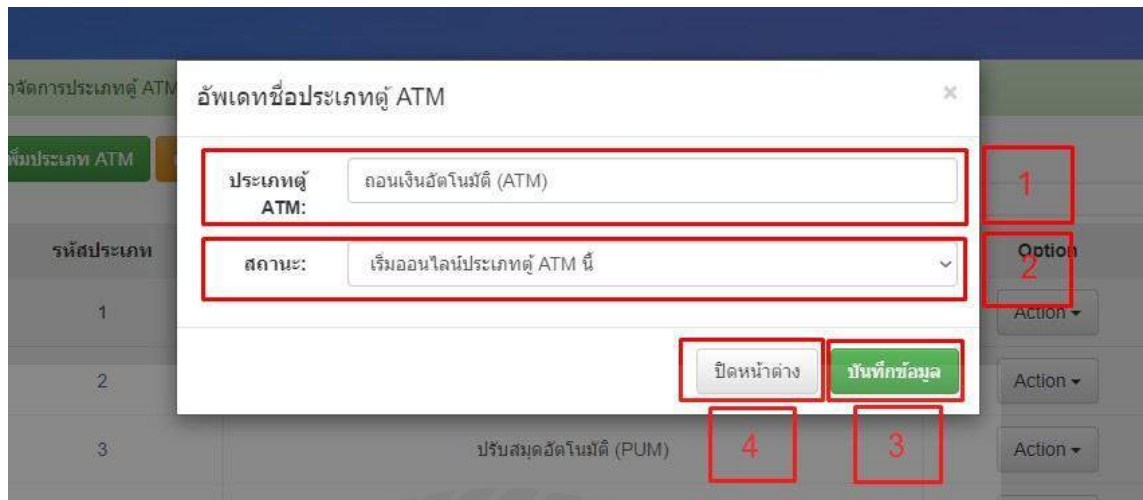 อัพเดทชื่อประเภทตู้ ATM ×
จัดการประเภทตู้ ATM
เพิ่มประเภท ATM
ประเภทตู้ ATM: ถอนเงินอัตโนมัติ (ATM) 1
รหัสประเภท สถานะ: เริ่มออนไลน์ประเภทตู้ ATM นี้ 2 Option
1 Action
2 ปิดหน้าต่าง บันทึกข้อมูล Action
3 ปรับสมุดอัตโนมัติ (PUM) 4 3 Action